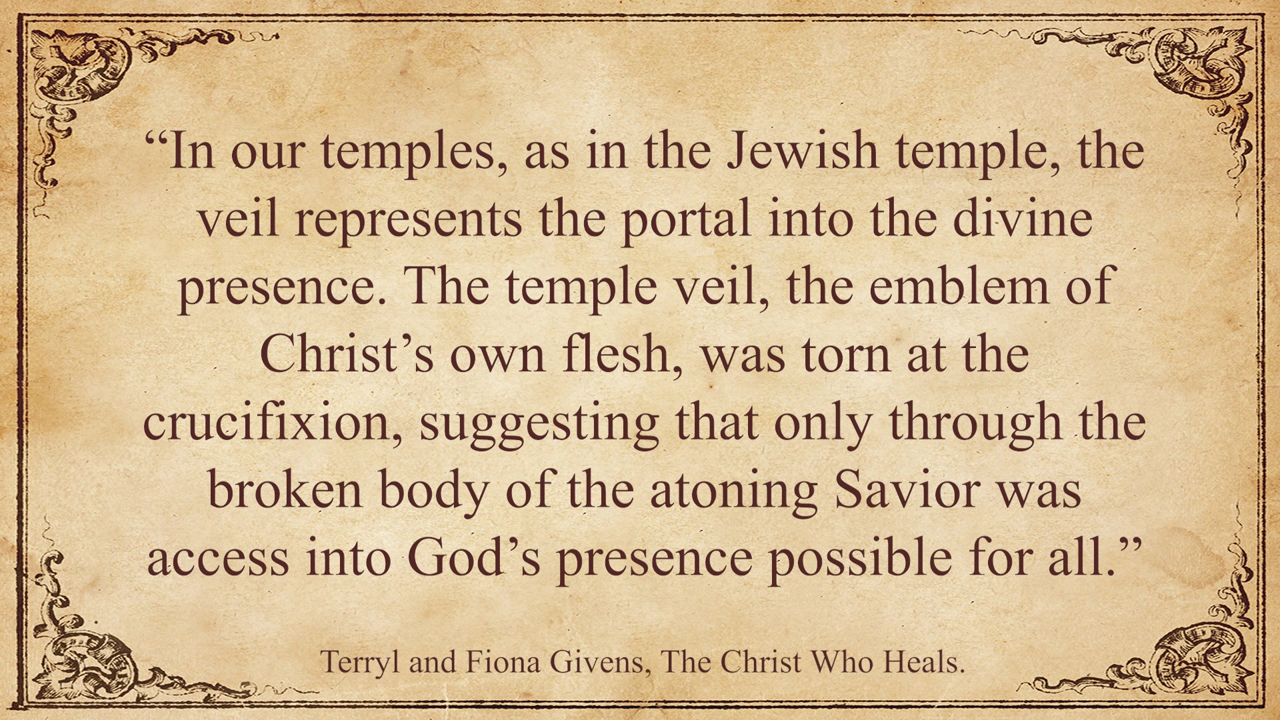 “In our temples, as in the Jewish temple, the
veil represents the portal into the divine
presence. The temple veil, the emblem of
Christ’s own flesh, was torn at the
crucifixion, suggesting that only through the
broken body of the atoning Savior was
access into God’s presence possible for all.”
Terryl and Fiona Givens, The Christ Who Heals.